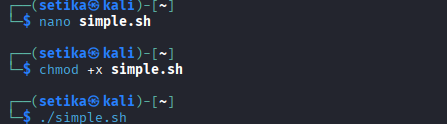 ┌──(setika㉿kali)-[~]
└─$ nano simple.sh
┌──(setika㉿kali)-[~]
└─$ chmod +x simple.sh
┌──(setika㉿kali)-[~]
└─$ ./simple.sh